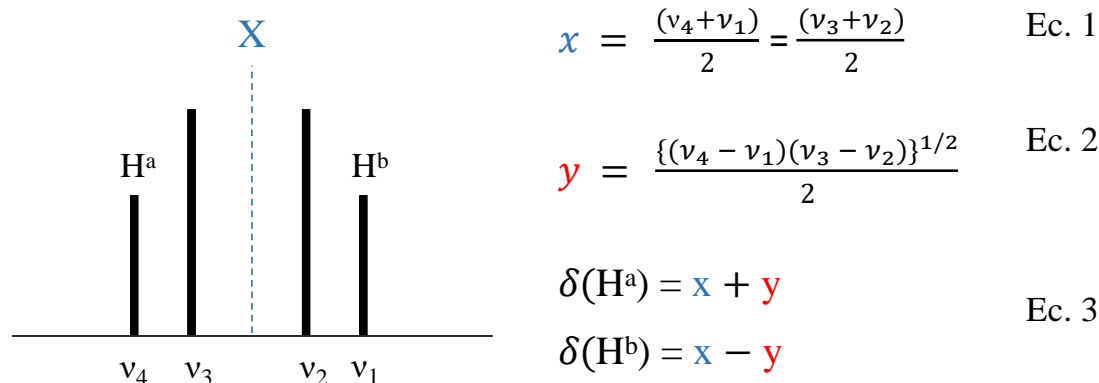 X
Hᵃ
Hᵇ
ν₄ ν₃ ν₂ ν₁
x = (ν₄+ν₁)/2 = (ν₃+ν₂)/2 Ec. 1
y = {(ν₄ − ν₁)(ν₃ − ν₂)}^1/2 / 2 Ec. 2
δ(Hᵃ) = x + y
δ(Hᵇ) = x − y
Ec. 3